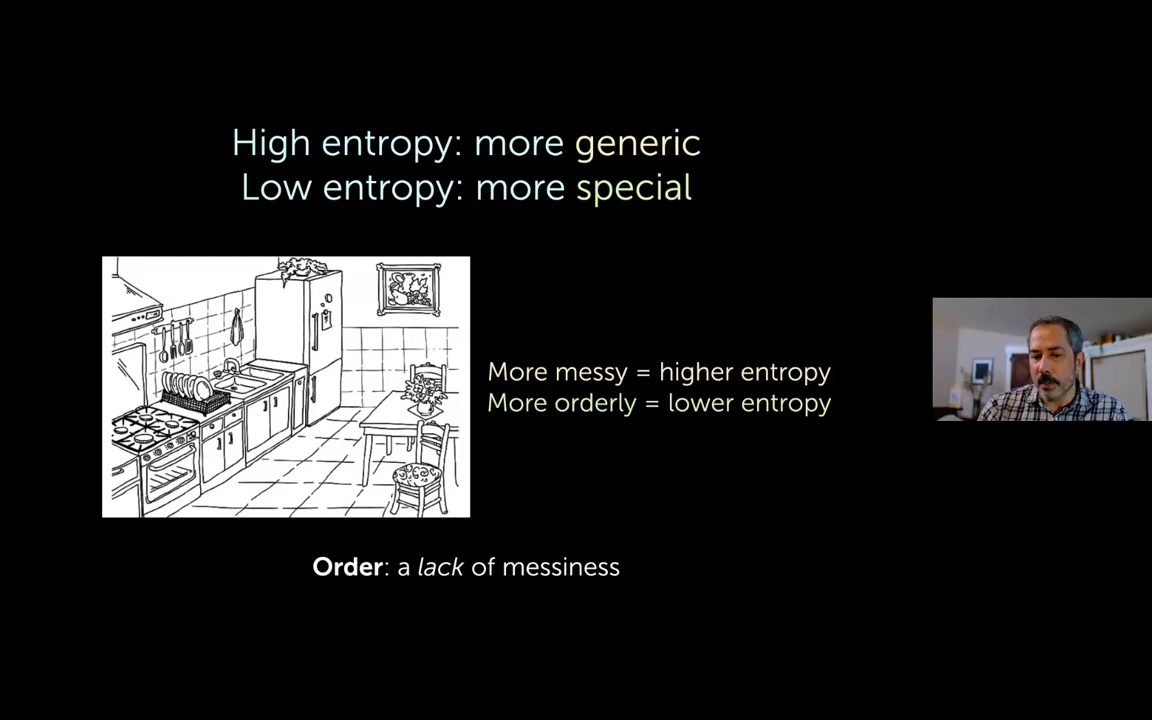 High entropy: more generic
Low entropy: more special
More messy = higher entropy
More orderly = lower entropy
Order: a lack of messiness